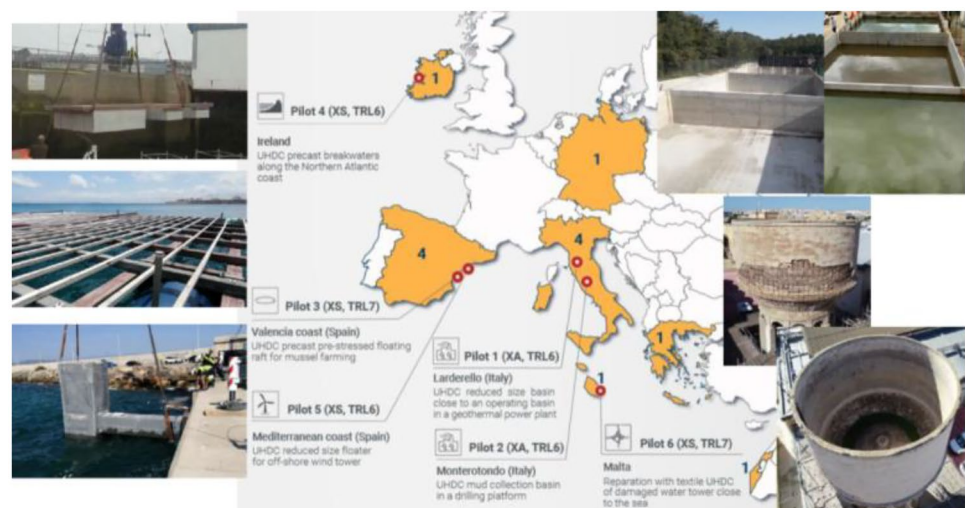 1
Pilot 4 (XS, TRL6)
Ireland
UHDC precast breakwaters
along the Northern Atlantic
coast
1
4
4
Pilot 3 (XS, TRL7)
Valencia coast (Spain)
UHDC precast pre-stressed floating
raft for mussel farming
Pilot 5 (XS, TRL6)
Mediterranean coast (Spain)
UHDC reduced size floater
for off-shore wind tower
Pilot 1 (XA, TRL6)
Larderello (Italy)
UHDC reduced size basin
close to an operating basin
in a geothermal power plant
Pilot 2 (XA, TRL6)
Monterotondo (Italy)
UHDC mud collection basin
in a drilling platform
1
1
Pilot 6 (XS, TRL7)
Malta
Reparation with textile UHDC
of damaged water tower close
to the sea
1